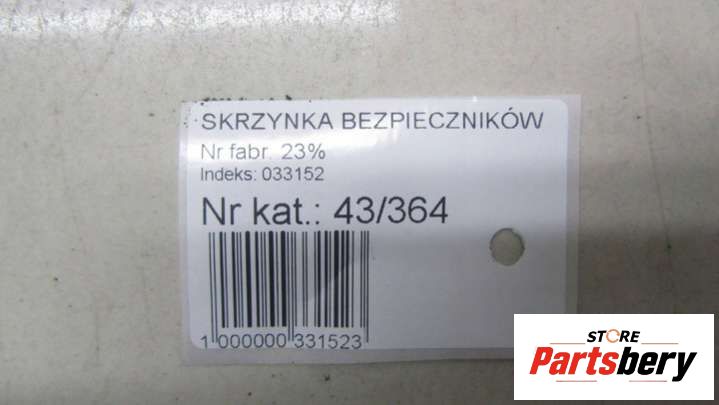 SKRZYNKA BEZPIECZNIKÓW
Nr fabr. 23%
Indeks: 033152
Nr kat.: 43/364
1 000000 331523
STORE
Partsbery